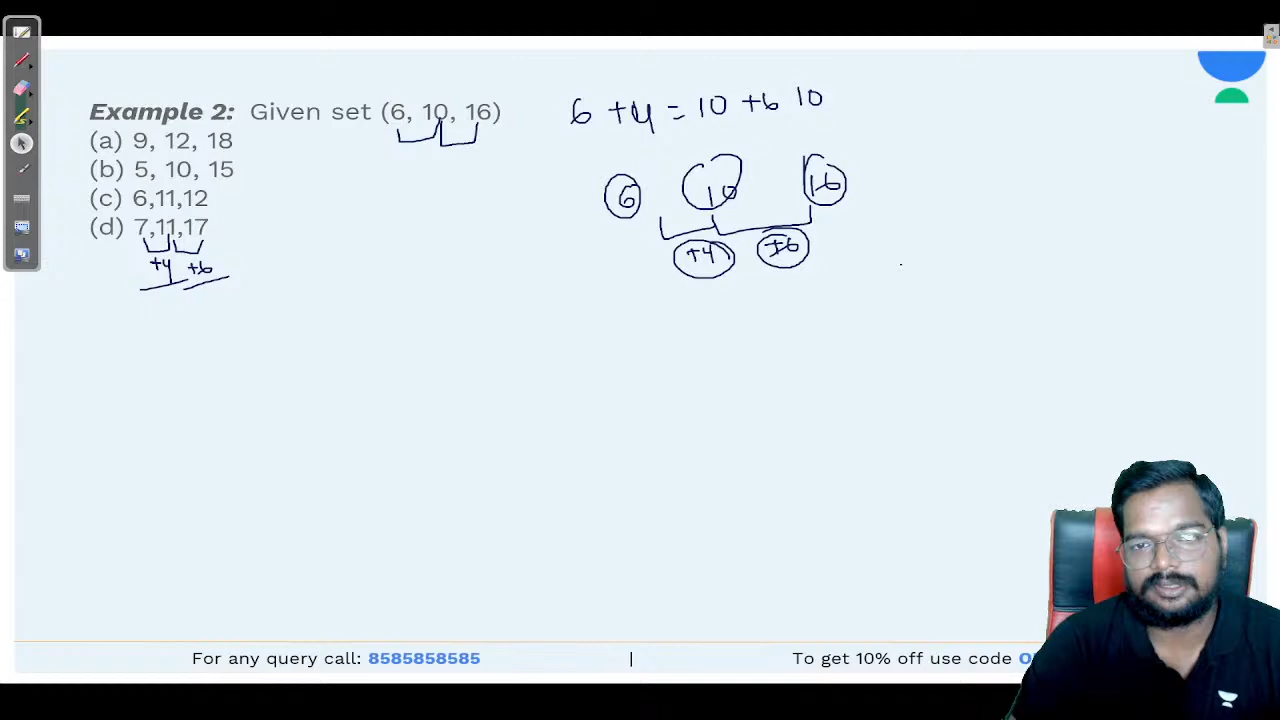 Example 2: Given set (6, 10, 16)
6 +4 = 10 +6 10
(a) 9, 12, 18
(b) 5, 10, 15
(c) 6,11,12
(d) 7,11,17
+4 +6
6 10 16
+4 +6
For any query call: 8585858585 | To get 10% off use code